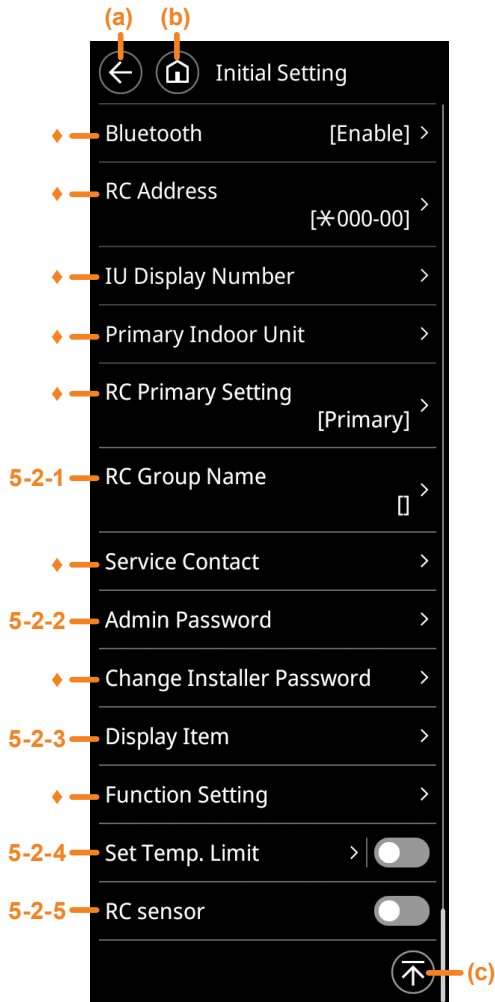 (a) (b)
Initial Setting
♦ Bluetooth [Enable] >
♦ RC Address
[⚹000-00] >
♦ IU Display Number >
♦ Primary Indoor Unit >
♦ RC Primary Setting
[Primary] >
5-2-1 RC Group Name
[] >
♦ Service Contact >
5-2-2 Admin Password >
♦ Change Installer Password >
5-2-3 Display Item >
♦ Function Setting >
5-2-4 Set Temp. Limit >
5-2-5 RC sensor
(c)